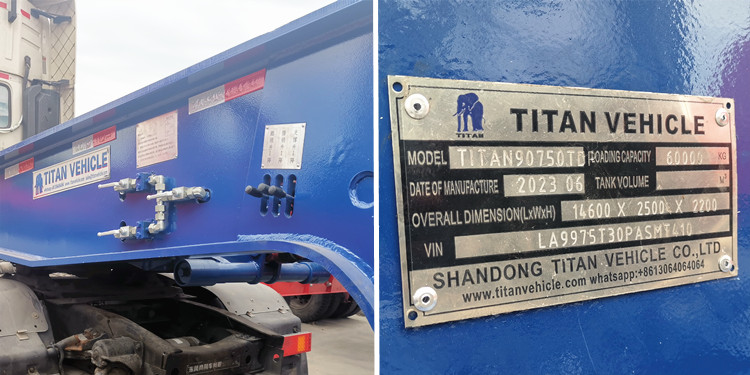 TITAN VEHICLE
TITAN
TITAN VEHICLE
MODEL TITAN90750TD LOADING CAPACITY 60000 KG
DATE OF MANUFACTURE 2023 06 TANK VOLUME M³
OVERALL DIMENSION(LxWxH) 14600 X 2500 X 2200
VIN LA9975T30PASMT410
SHANDONG TITAN VEHICLE CO.,LTD
www.titanvehicle.com whatsapp:+8613064064064